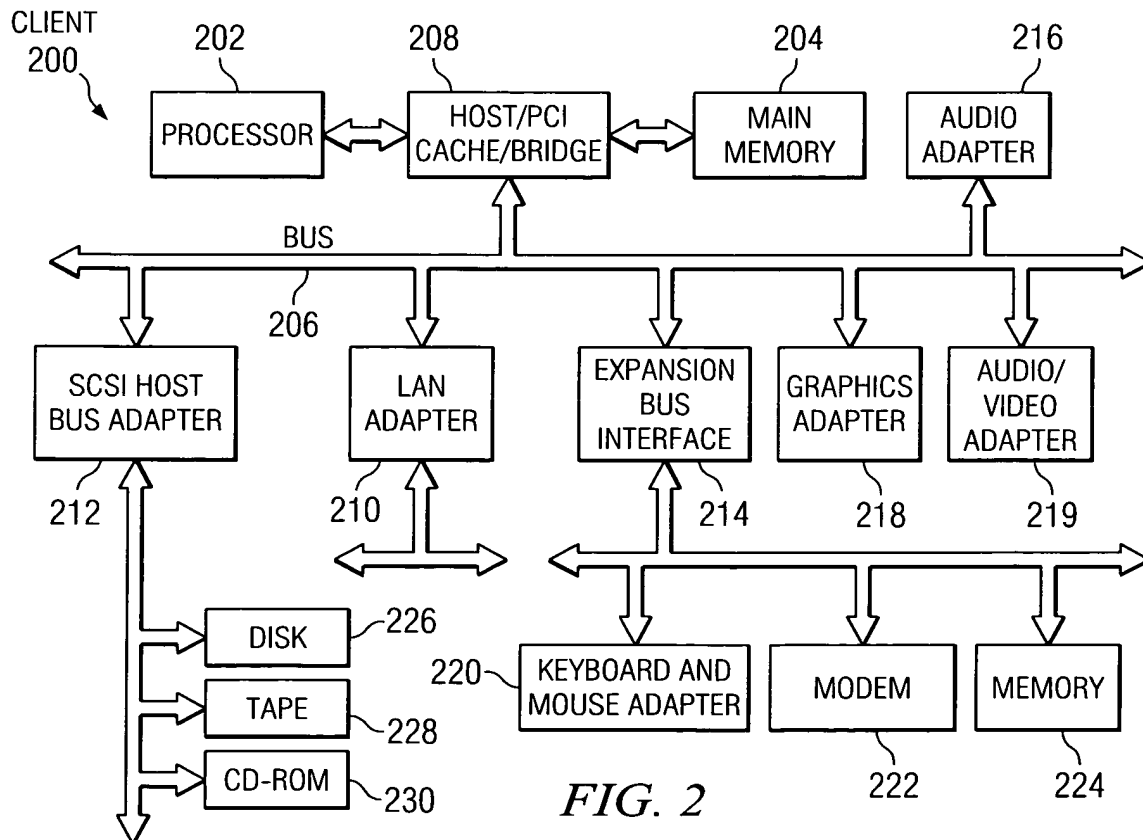 CLIENT
200
202
208
204
216
PROCESSOR
HOST/PCI
CACHE/BRIDGE
MAIN
MEMORY
AUDIO
ADAPTER
BUS
206
SCSI HOST
BUS ADAPTER
LAN
ADAPTER
EXPANSION
BUS
INTERFACE
GRAPHICS
ADAPTER
AUDIO/
VIDEO
ADAPTER
212
210
214
218
219
DISK
226
TAPE
228
CD-ROM
230
220
KEYBOARD AND
MOUSE ADAPTER
MODEM
MEMORY
222
224
FIG. 2